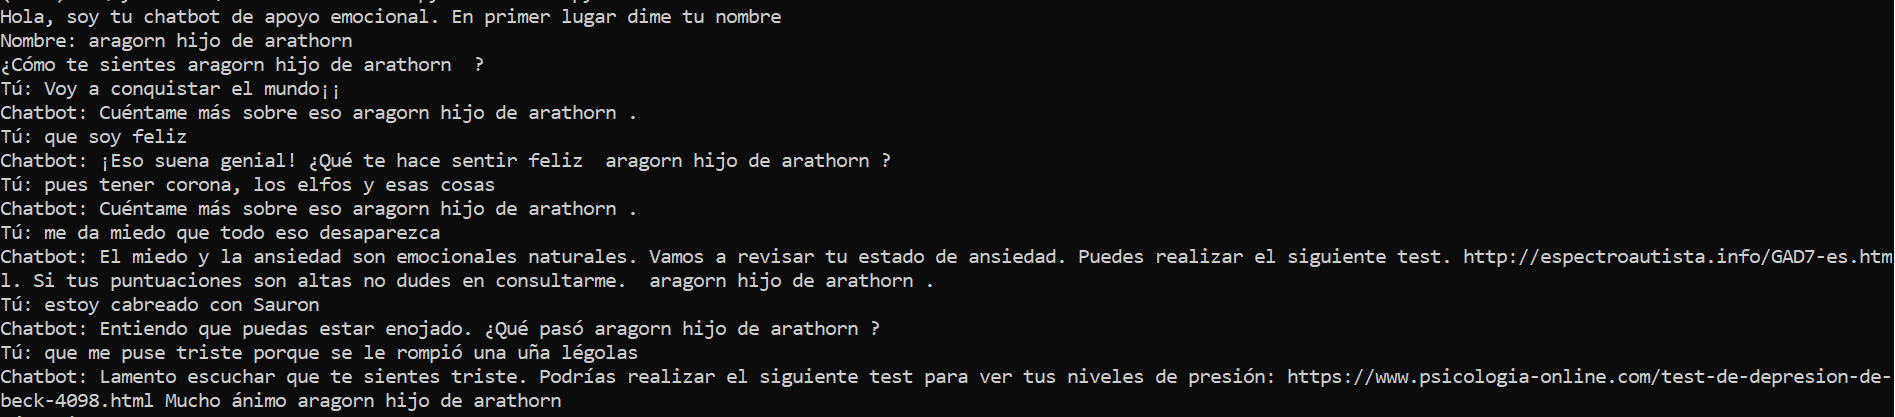 Hola, soy tu chatbot de apoyo emocional. En primer lugar dime tu nombre
Nombre: aragorn hijo de arathorn
¿Cómo te sientes aragorn hijo de arathorn  ?
Tú: Voy a conquistar el mundo¡¡
Chatbot: Cuéntame más sobre eso aragorn hijo de arathorn .
Tú: que soy feliz
Chatbot: ¡Eso suena genial! ¿Qué te hace sentir feliz  aragorn hijo de arathorn ?
Tú: pues tener corona, los elfos y esas cosas
Chatbot: Cuéntame más sobre eso aragorn hijo de arathorn .
Tú: me da miedo que todo eso desaparezca
Chatbot: El miedo y la ansiedad son emocionales naturales. Vamos a revisar tu estado de ansiedad. Puedes realizar el siguiente test. http://espectroautista.info/GAD7-es.htm
l. Si tus puntuaciones son altas no dudes en consultarme.  aragorn hijo de arathorn .
Tú: estoy cabreado con Sauron
Chatbot: Entiendo que puedas estar enojado. ¿Qué pasó aragorn hijo de arathorn ?
Tú: que me puse triste porque se le rompió una uña légolas
Chatbot: Lamento escuchar que te sientes triste. Podrías realizar el siguiente test para ver tus niveles de presión: https://www.psicologia-online.com/test-de-depresion-de-
beck-4098.html Mucho ánimo aragorn hijo de arathorn